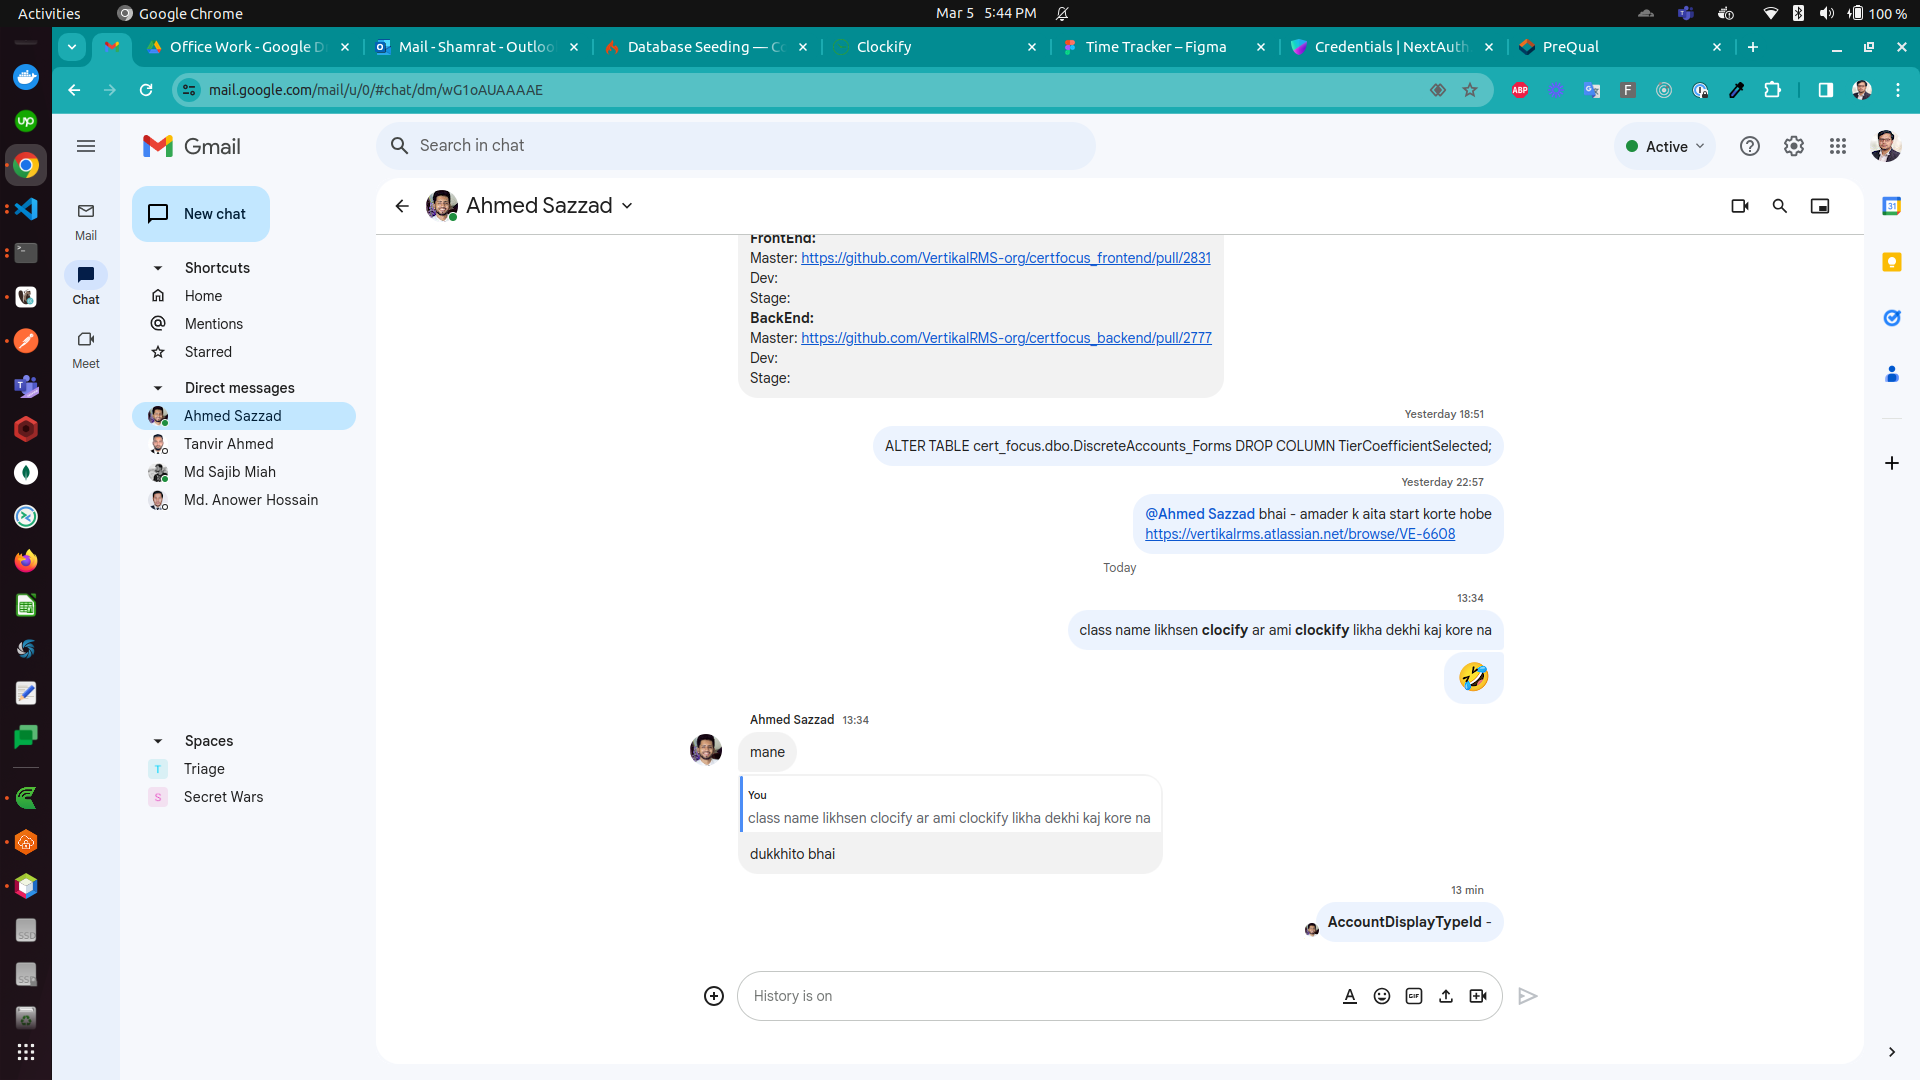 Activities
Google Chrome
Mar 5 5:44 PM
100 %
Office Work - Google D
Mail - Shamrat - Outloo
Database Seeding — Co
Clockify
Time Tracker – Figma
Credentials | NextAuth
PreQual
mail.google.com/mail/u/0/#chat/dm/wG1oAUAAAAE
Gmail
Search in chat
Active
Mail
Chat
Meet
New chat
Shortcuts
Home
Mentions
Starred
Direct messages
Ahmed Sazzad
Tanvir Ahmed
Md Sajib Miah
Md. Anower Hossain
Spaces
T Triage
S Secret Wars
Ahmed Sazzad
FrontEnd:
Master: https://github.com/VertikalRMS-org/certfocus_frontend/pull/2831
Dev:
Stage:
BackEnd:
Master: https://github.com/VertikalRMS-org/certfocus_backend/pull/2777
Dev:
Stage:
Yesterday 18:51
ALTER TABLE cert_focus.dbo.DiscreteAccounts_Forms DROP COLUMN TierCoefficientSelected;
Yesterday 22:57
@Ahmed Sazzad bhai - amader k aita start korte hobe
https://vertikalrms.atlassian.net/browse/VE-6608
Today
13:34
class name likhsen clocify ar ami clockify likha dekhi kaj kore na
🤣
Ahmed Sazzad 13:34
mane
You
class name likhsen clocify ar ami clockify likha dekhi kaj kore na
dukkhito bhai
13 min
AccountDisplayTypeId -
History is on
GIF
ABP
F
31
up
SSD
SSD